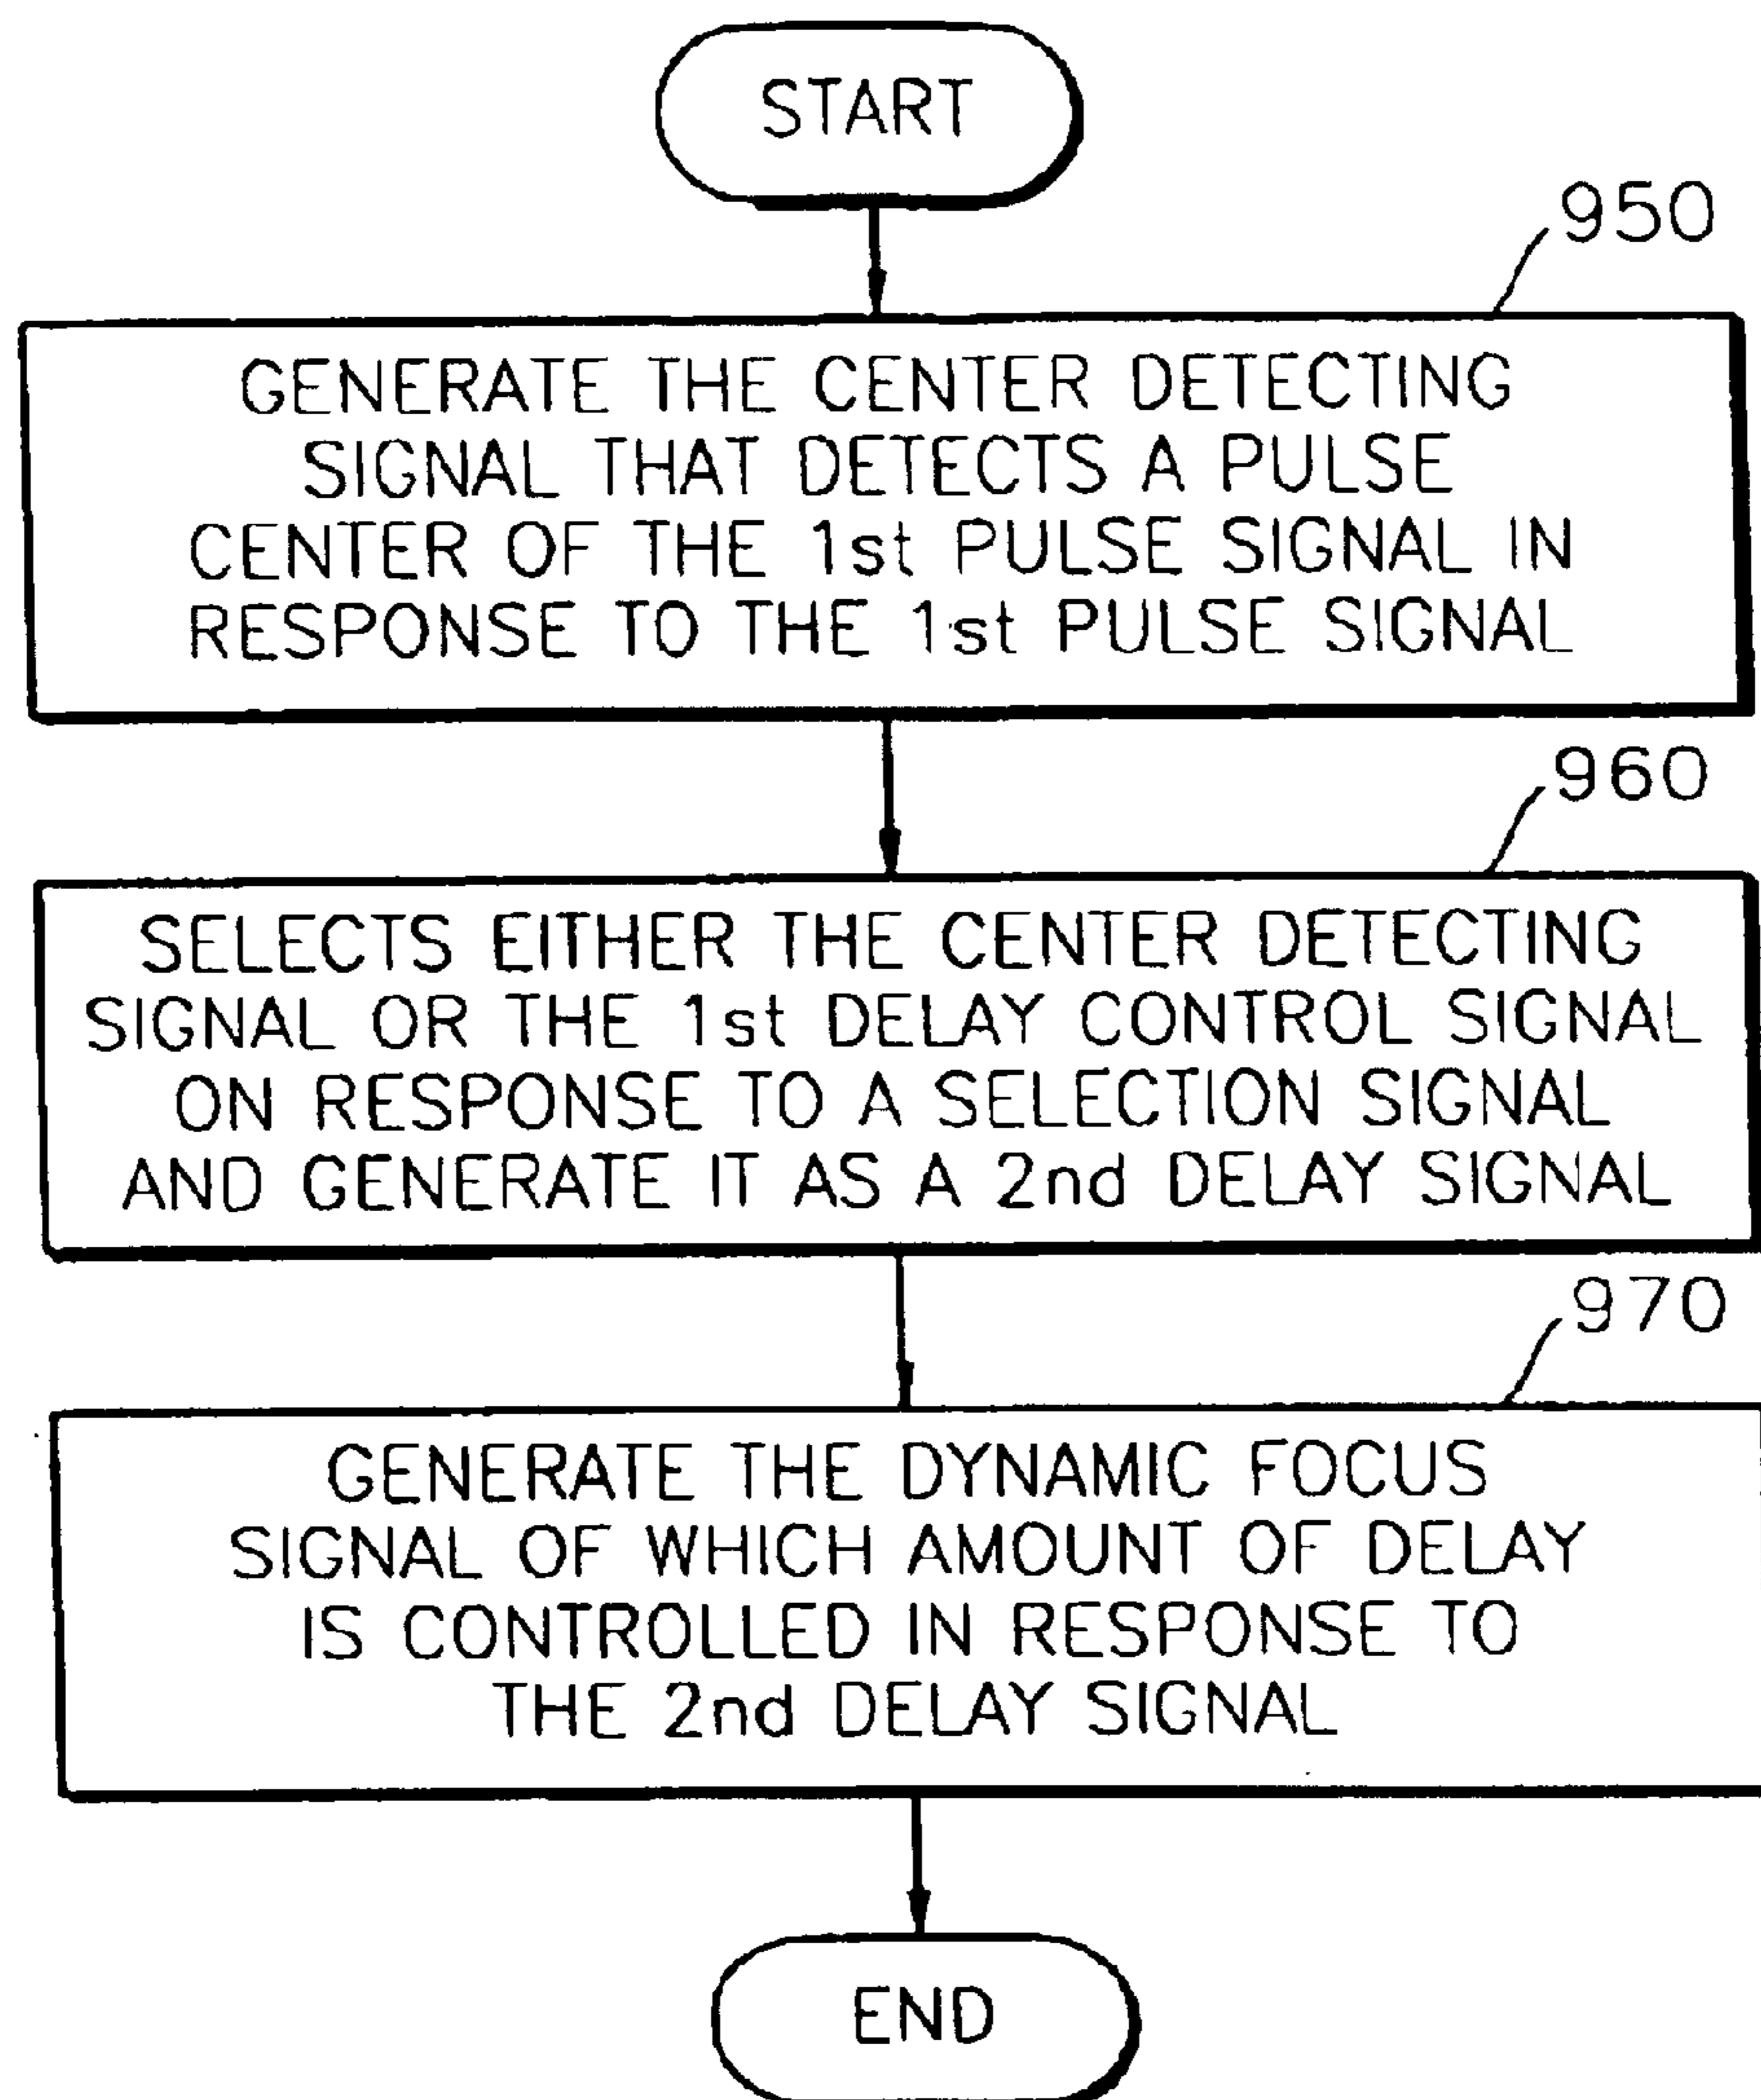 START
950
GENERATE THE CENTER DETECTING
SIGNAL THAT DETECTS A PULSE
CENTER OF THE 1st PULSE SIGNAL IN
RESPONSE TO THE 1st PULSE SIGNAL
960
SELECTS EITHER THE CENTER DETECTING
SIGNAL OR THE 1st DELAY CONTROL SIGNAL
ON RESPONSE TO A SELECTION SIGNAL
AND GENERATE IT AS A 2nd DELAY SIGNAL
970
GENERATE THE DYNAMIC FOCUS
SIGNAL OF WHICH AMOUNT OF DELAY
IS CONTROLLED IN RESPONSE TO
THE 2nd DELAY SIGNAL
END